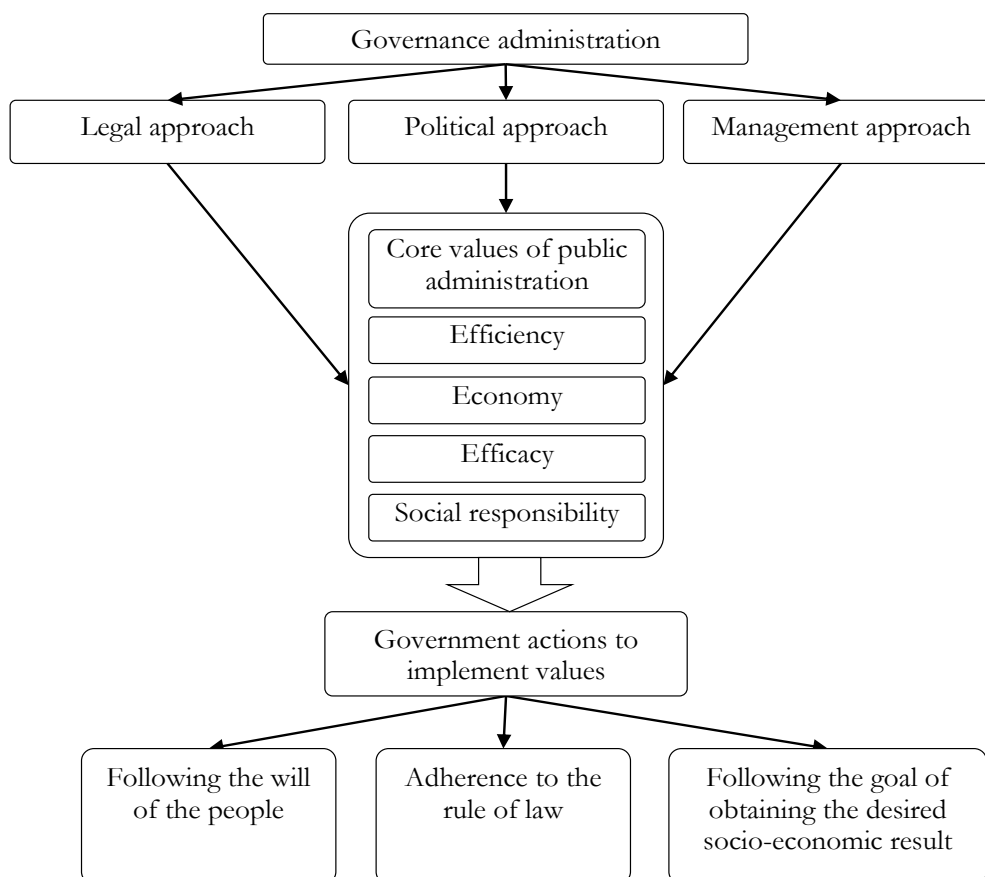 Governance administration
Legal approach
Political approach
Management approach
Core values of public
administration
Efficiency
Economy
Efficacy
Social responsibility
Government actions to
implement values
Following the will
of the people
Adherence to the
rule of law
Following the goal of
obtaining the desired
socio-economic result